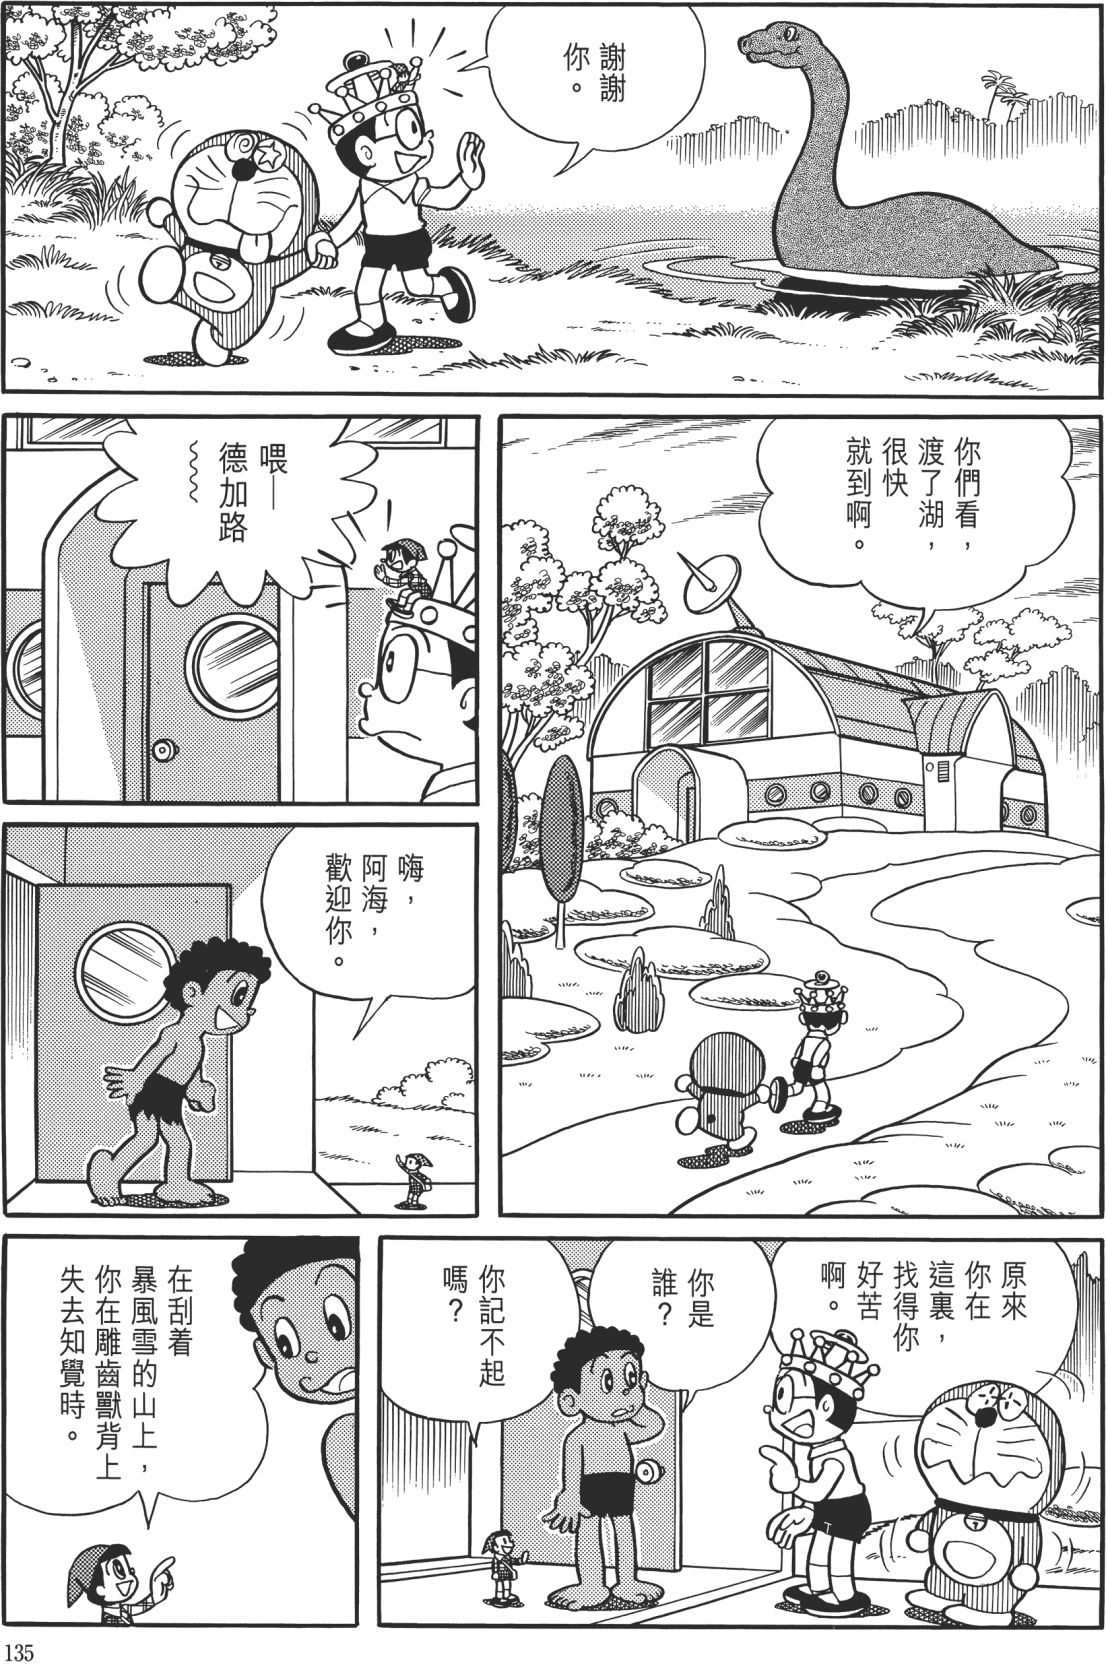 謝謝
你。
你們看，
渡了湖，
很快
就到啊。
喂—
德加路
嗨，
阿海，
歡迎你。
原來
你在
這裏，
找得你
好苦
啊。
你是
誰？
你記不起
嗎？
在刮着
暴風雪的山上，
你在雕齒獸背上
失去知覺時。
135